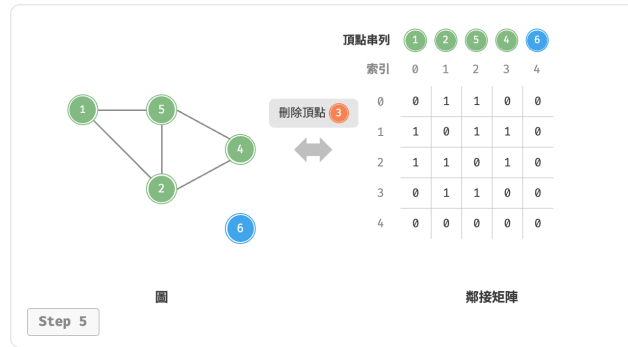 頂點串列 1 2 5 4 6
索引 0 1 2 3 4
0 0 1 1 0 0
1 1 0 1 1 0
2 1 1 0 1 0
3 0 1 1 0 0
4 0 0 0 0 0
刪除頂點 3
1
5
4
2
6
圖
鄰接矩陣
Step 5